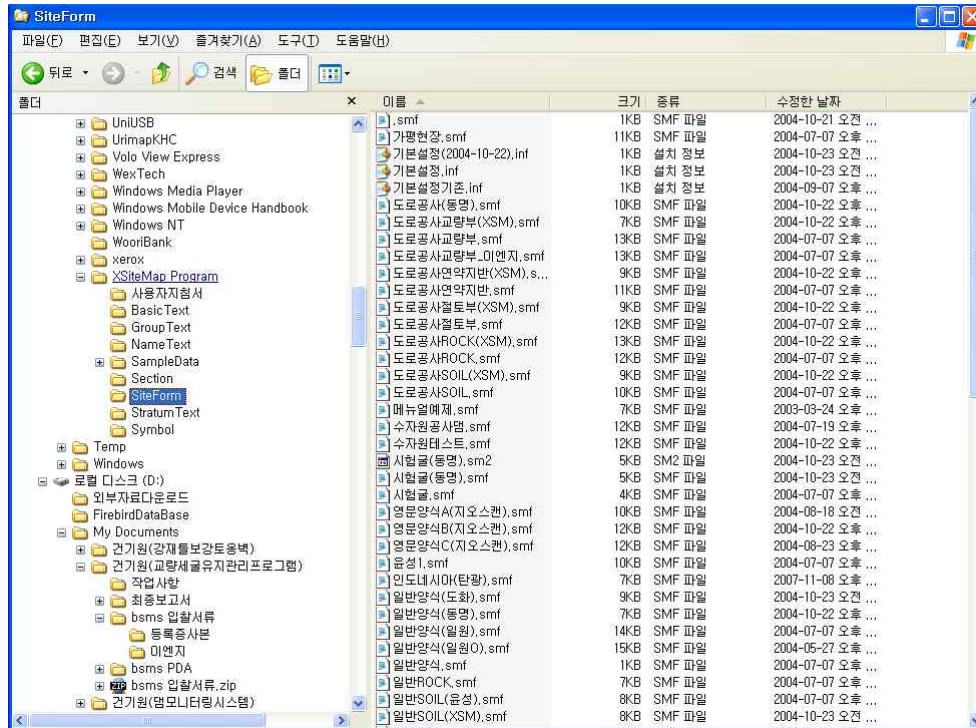 SiteForm
파일(F) 편집(E) 보기(V) 즐겨찾기(A) 도구(T) 도움말(H)
뒤로 검색 폴더
폴더
UniUSB
UrimapKHC
Volo View Express
WexTech
Windows Media Player
Windows Mobile Device Handbook
Windows NT
WooriBank
xerox
XSiteMap Program
사용자지침서
BasicText
GroupText
NameText
SampleData
Section
SiteForm
StratumText
Symbol
Temp
Windows
로컬 디스크 (D:)
외부자료다운로드
FirebirdDataBase
My Documents
건기원(강재틀보강토옹벽)
건기원(교량세굴유지관리프로그램)
작업사항
최종보고서
bsms 입찰서류
등록증사본
이엔지
bsms PDA
bsms 입찰서류.zip
건기원(댐모니터링시스템)
이름 크기 종류 수정한 날짜
.smf 1KB SMF 파일 2004-10-21 오전 ...
가평현장.smf 11KB SMF 파일 2004-07-07 오후 ...
기본설정(2004-10-22).inf 1KB 설치 정보 2004-10-23 오전 ...
기본설정.inf 1KB 설치 정보 2004-10-23 오전 ...
기본설정기존.inf 1KB 설치 정보 2004-09-07 오후 ...
도로공사(동명).smf 10KB SMF 파일 2004-10-22 오후 ...
도로공사교량부(XSM).smf 7KB SMF 파일 2004-10-22 오후 ...
도로공사교량부.smf 13KB SMF 파일 2004-07-07 오후 ...
도로공사교량부_이엔지.smf 13KB SMF 파일 2004-07-07 오후 ...
도로공사연약지반(XSM).s... 9KB SMF 파일 2004-10-22 오후 ...
도로공사연약지반.smf 11KB SMF 파일 2004-07-07 오후 ...
도로공사절토부(XSM).smf 9KB SMF 파일 2004-10-22 오후 ...
도로공사절토부.smf 12KB SMF 파일 2004-07-07 오후 ...
도로공사ROCK(XSM).smf 13KB SMF 파일 2004-10-22 오후 ...
도로공사ROCK.smf 12KB SMF 파일 2004-07-07 오후 ...
도로공사SOIL(XSM).smf 9KB SMF 파일 2004-10-22 오후 ...
도로공사SOIL.smf 10KB SMF 파일 2004-07-07 오후 ...
메뉴얼예제.smf 7KB SMF 파일 2003-03-24 오후 ...
수자원공사댐.smf 12KB SMF 파일 2004-07-19 오후 ...
수자원테스트.smf 12KB SMF 파일 2004-10-22 오후 ...
시험굴(동명).sm2 5KB SM2 파일 2004-10-23 오전 ...
시험굴(동명).smf 5KB SMF 파일 2004-10-23 오전 ...
시험굴.smf 4KB SMF 파일 2004-07-07 오후 ...
영문양식A(지오스캔).smf 10KB SMF 파일 2004-08-18 오전 ...
영문양식B(지오스캔).smf 12KB SMF 파일 2004-10-22 오후 ...
영문양식C(지오스캔).smf 12KB SMF 파일 2004-08-23 오후 ...
윤성1.smf 10KB SMF 파일 2004-07-07 오후 ...
인도네시아(탄광).smf 7KB SMF 파일 2007-11-08 오후 ...
일반양식(도화).smf 9KB SMF 파일 2004-10-22 오후 ...
일반양식(동명).smf 7KB SMF 파일 2004-10-22 오후 ...
일반양식(일원).smf 14KB SMF 파일 2004-07-07 오후 ...
일반양식(일원O).smf 15KB SMF 파일 2004-05-27 오후 ...
일반양식.smf 1KB SMF 파일 2004-07-07 오후 ...
일반ROCK.smf 7KB SMF 파일 2004-07-07 오후 ...
일반SOIL(윤성).smf 8KB SMF 파일 2004-07-07 오후 ...
일반SOIL(XSM).smf 8KB SMF 파일 2004-10-23 오전 ...